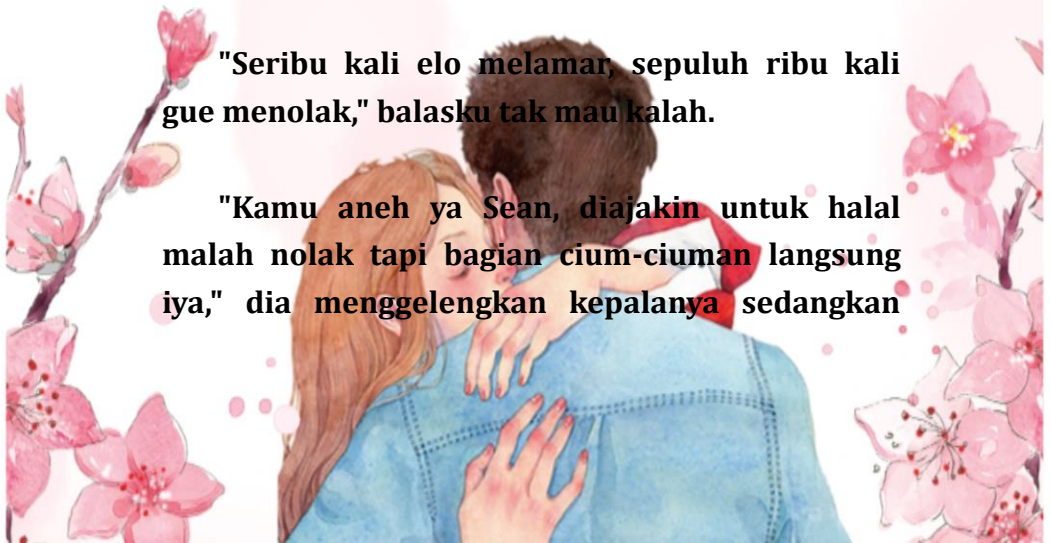 "Seribu kali elo melamar, sepuluh ribu kali
gue menolak," balasku tak mau kalah.
"Kamu aneh ya Sean, diajakin untuk halal
malah nolak tapi bagian cium-ciuman langsung
iya," dia menggelengkan kepalanya sedangkan